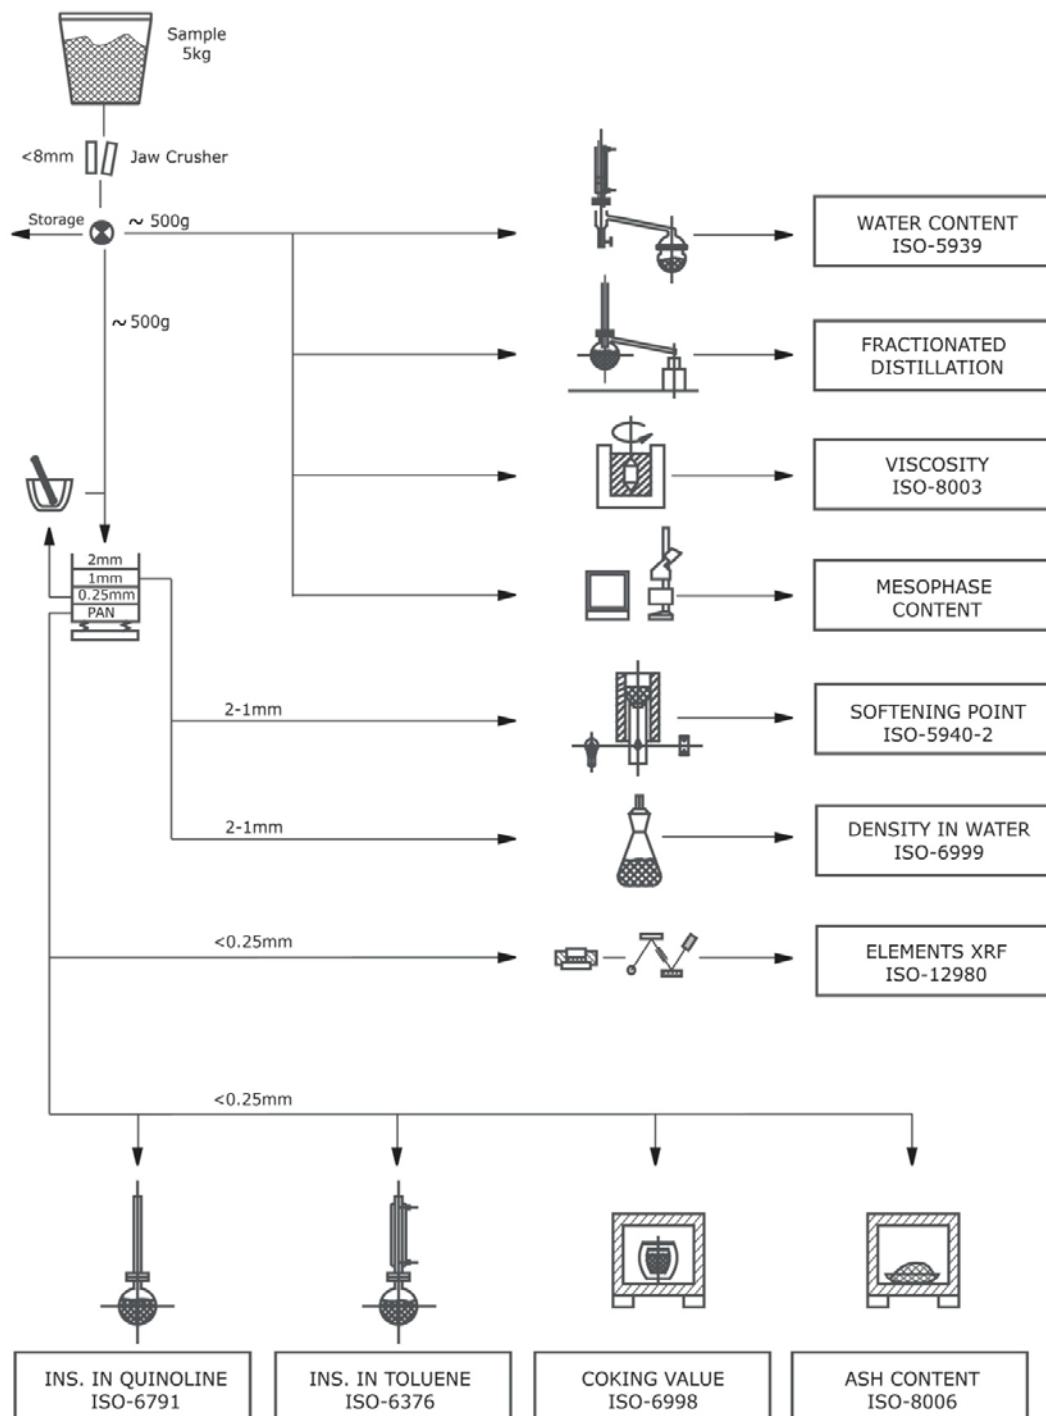 Sample
5kg
<8mm
Jaw Crusher
Storage
~ 500g
WATER CONTENT
ISO-5939
~ 500g
FRACTIONATED
DISTILLATION
VISCOSITY
ISO-8003
2mm
1mm
0.25mm
PAN
MESOPHASE
CONTENT
2-1mm
SOFTENING POINT
ISO-5940-2
2-1mm
DENSITY IN WATER
ISO-6999
<0.25mm
ELEMENTS XRF
ISO-12980
<0.25mm
INS. IN QUINOLINE
ISO-6791
INS. IN TOLUENE
ISO-6376
COKING VALUE
ISO-6998
ASH CONTENT
ISO-8006